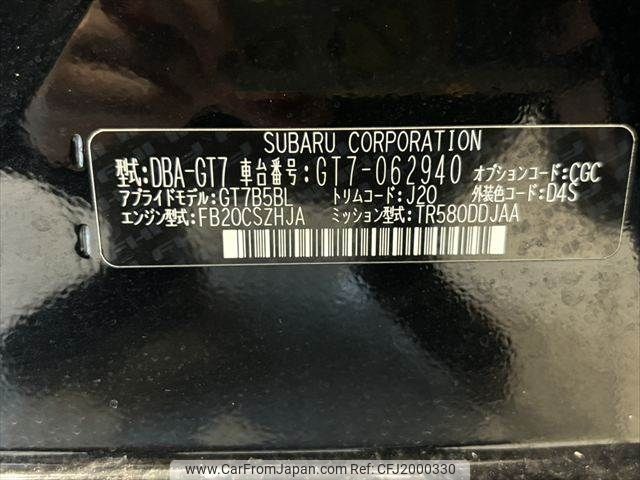 SUBARU CORPORATION
型式:DBA-GT7 車台番号:GT7-062940 オプションコード:CGC
アプライドモデル:GT7B5BL トリムコード:J20 外装色コード:D4S
エンジン型式:FB20CSZHJA ミッション型式:TR580DDJAA
www.CarFromJapan.com Stock ID: CFJ2000330